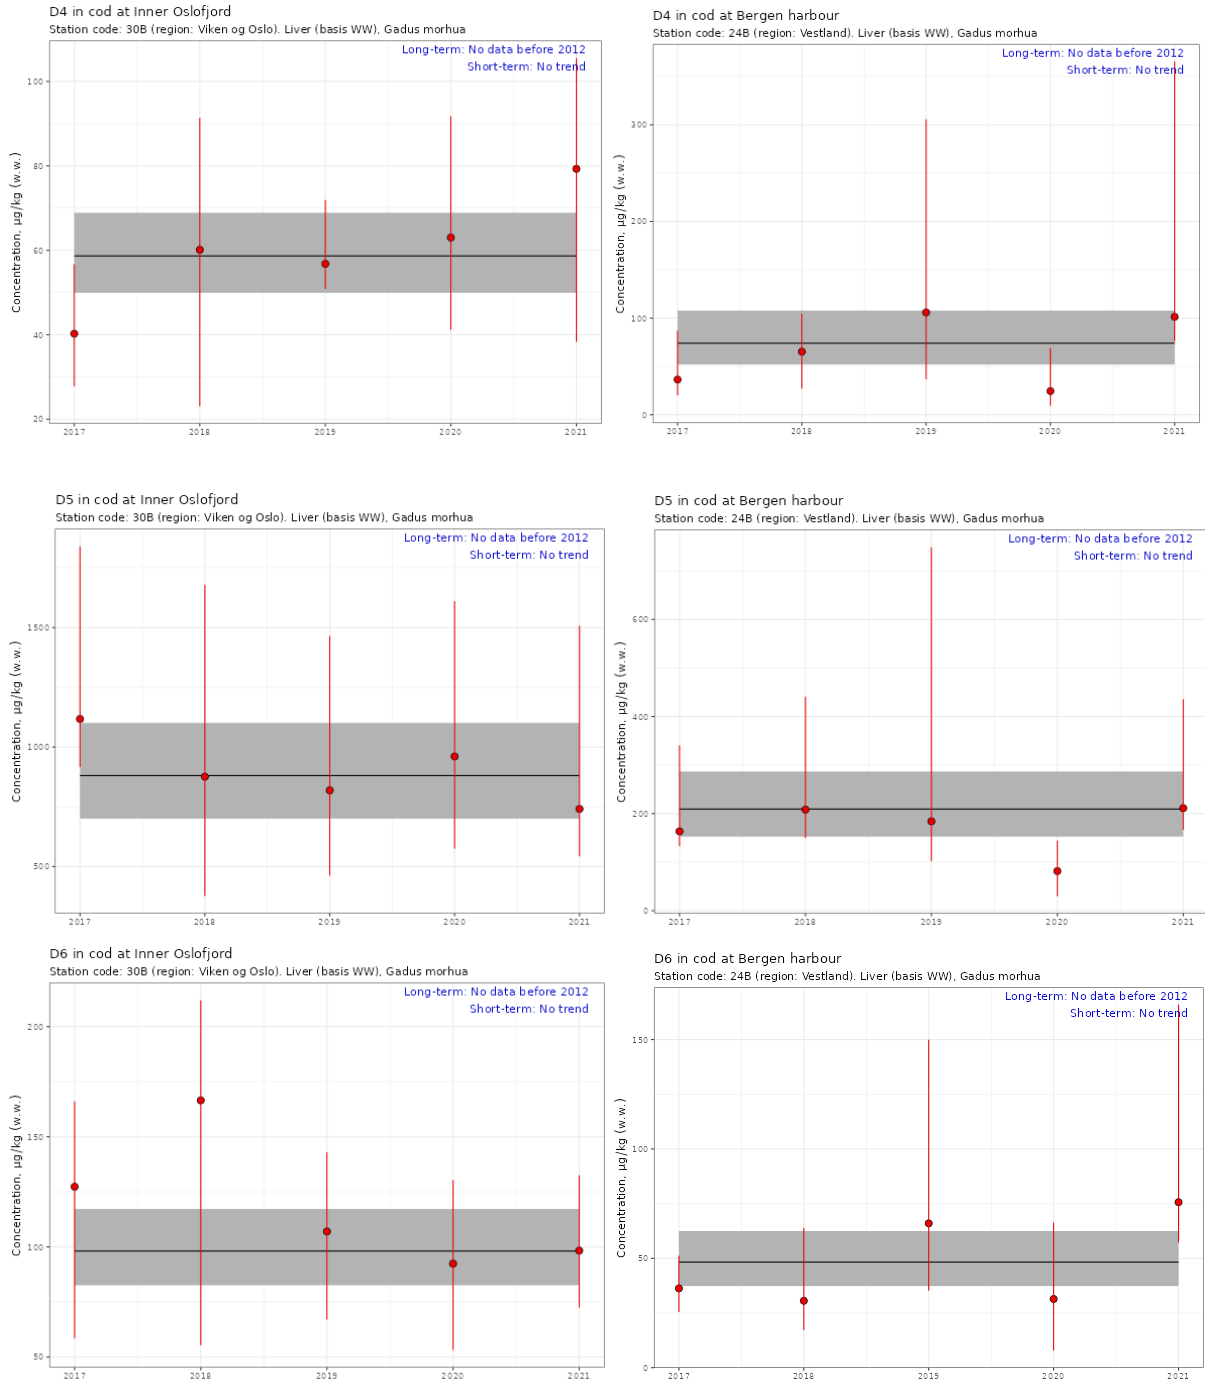 D4 in cod at Inner Oslofjord
Station code: 30B (region: Viken og Oslo). Liver (basis WW), Gadus morhua
Long-term: No data before 2012
Short-term: No trend
Concentration, µg/kg (w.w.)
100
80
60
40
20
2017 2018 2019 2020 2021
D4 in cod at Bergen harbour
Station code: 24B (region: Vestland). Liver (basis WW), Gadus morhua
Long-term: No data before 2012
Short-term: No trend
Concentration, µg/kg (w.w.)
300
200
100
0
2017 2018 2019 2020 2021
D5 in cod at Inner Oslofjord
Station code: 30B (region: Viken og Oslo). Liver (basis WW), Gadus morhua
Long-term: No data before 2012
Short-term: No trend
Concentration, µg/kg (w.w.)
1500
1000
500
2017 2018 2019 2020 2021
D5 in cod at Bergen harbour
Station code: 24B (region: Vestland). Liver (basis WW), Gadus morhua
Long-term: No data before 2012
Short-term: No trend
Concentration, µg/kg (w.w.)
600
400
200
0
2017 2018 2019 2020 2021
D6 in cod at Inner Oslofjord
Station code: 30B (region: Viken og Oslo). Liver (basis WW), Gadus morhua
Long-term: No data before 2012
Short-term: No trend
Concentration, µg/kg (w.w.)
200
150
100
50
2017 2018 2019 2020 2021
D6 in cod at Bergen harbour
Station code: 24B (region: Vestland). Liver (basis WW), Gadus morhua
Long-term: No data before 2012
Short-term: No trend
Concentration, µg/kg (w.w.)
150
100
50
0
2017 2018 2019 2020 2021